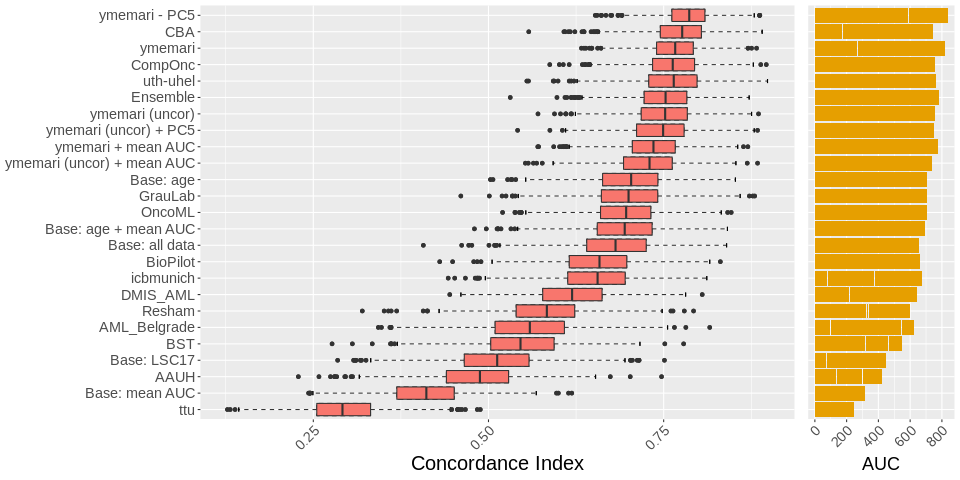 ymemari - PC5
CBA
ymemari
CompOnc
uth-uhel
Ensemble
ymemari (uncor)
ymemari (uncor) + PC5
ymemari + mean AUC
ymemari (uncor) + mean AUC
Base: age
GrauLab
OncoML
Base: age + mean AUC
Base: all data
BioPilot
icbmunich
DMIS_AML
Resham
AML_Belgrade
BST
Base: LSC17
AAUH
Base: mean AUC
ttu
0.25 0.50 0.75
Concordance Index
0 200 400 600 800
AUC